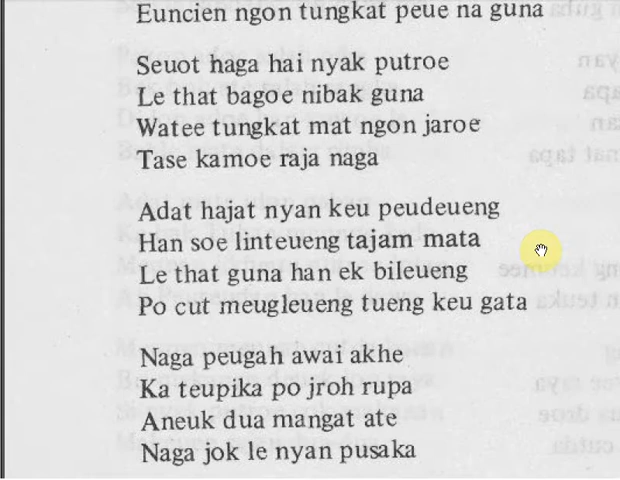 Euncien ngon tungkat peue na guna
Seuot haga hai nyak putroe
Le that bagoe nibak guna
Watee tungkat mat ngon jaroe
Tase kamoe raja naga
Adat hajat nyan keu peudeueng
Han soe linteueng tajam mata
Le that guna han ek bileueng
Po cut meugleueng tueng keu gata
Naga peugah awai akhe
Ka teupika po jroh rupa
Aneuk dua mangat ate
Naga jok le nyan pusaka